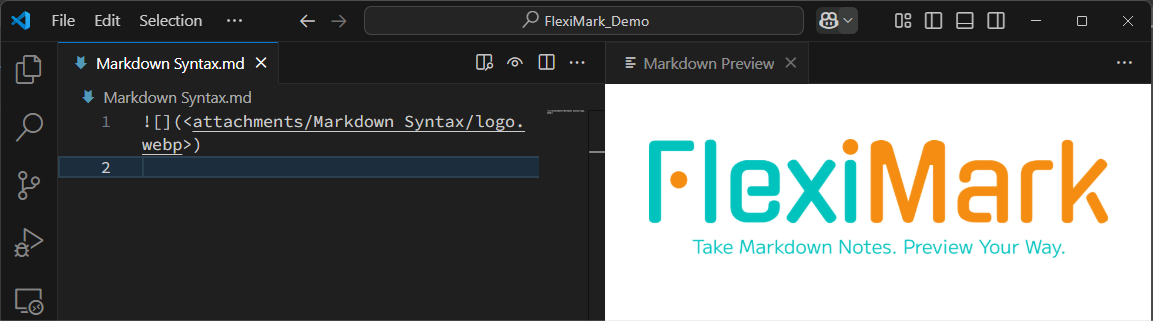 File Edit Selection ···
FlexiMark_Demo
Markdown Syntax.md
Markdown Preview
Markdown Syntax.md
1 ![](<attachments/Markdown Syntax/logo.
webp>)
2
FlexiMark
Take Markdown Notes. Preview Your Way.